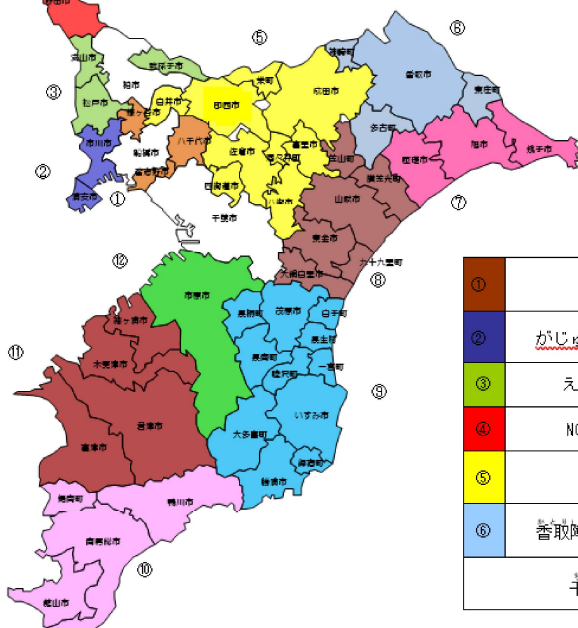 野田市
⑥
⑤
流山市
我孫子市
栄町
神崎町
香取市
東庄町
柏市
③
松戸市
鎌ヶ谷市
白井市
印西市
成田市
多古町
市川市
船橋市
八千代市
佐倉市
酒々井町
富里市
芝山町
匝瑳市
旭市
銚子市
②
習志野市
四街道市
八街市
横芝光町
浦安市
①
千葉市
山武市
⑦
東金市
九十九里町
⑫
大網白里市
⑧
市原市
袖ヶ浦市
長柄町
茂原市
白子町
木更津市
長生村
⑪
長南町
睦沢町
一宮町
⑨
君津市
大多喜町
いすみ市
富津市
御宿町
勝浦市
鋸南町
鴨川市
南房総市
⑩
館山市
①
② がじゅ
③ え
④ NO
⑤
⑥ 香取障